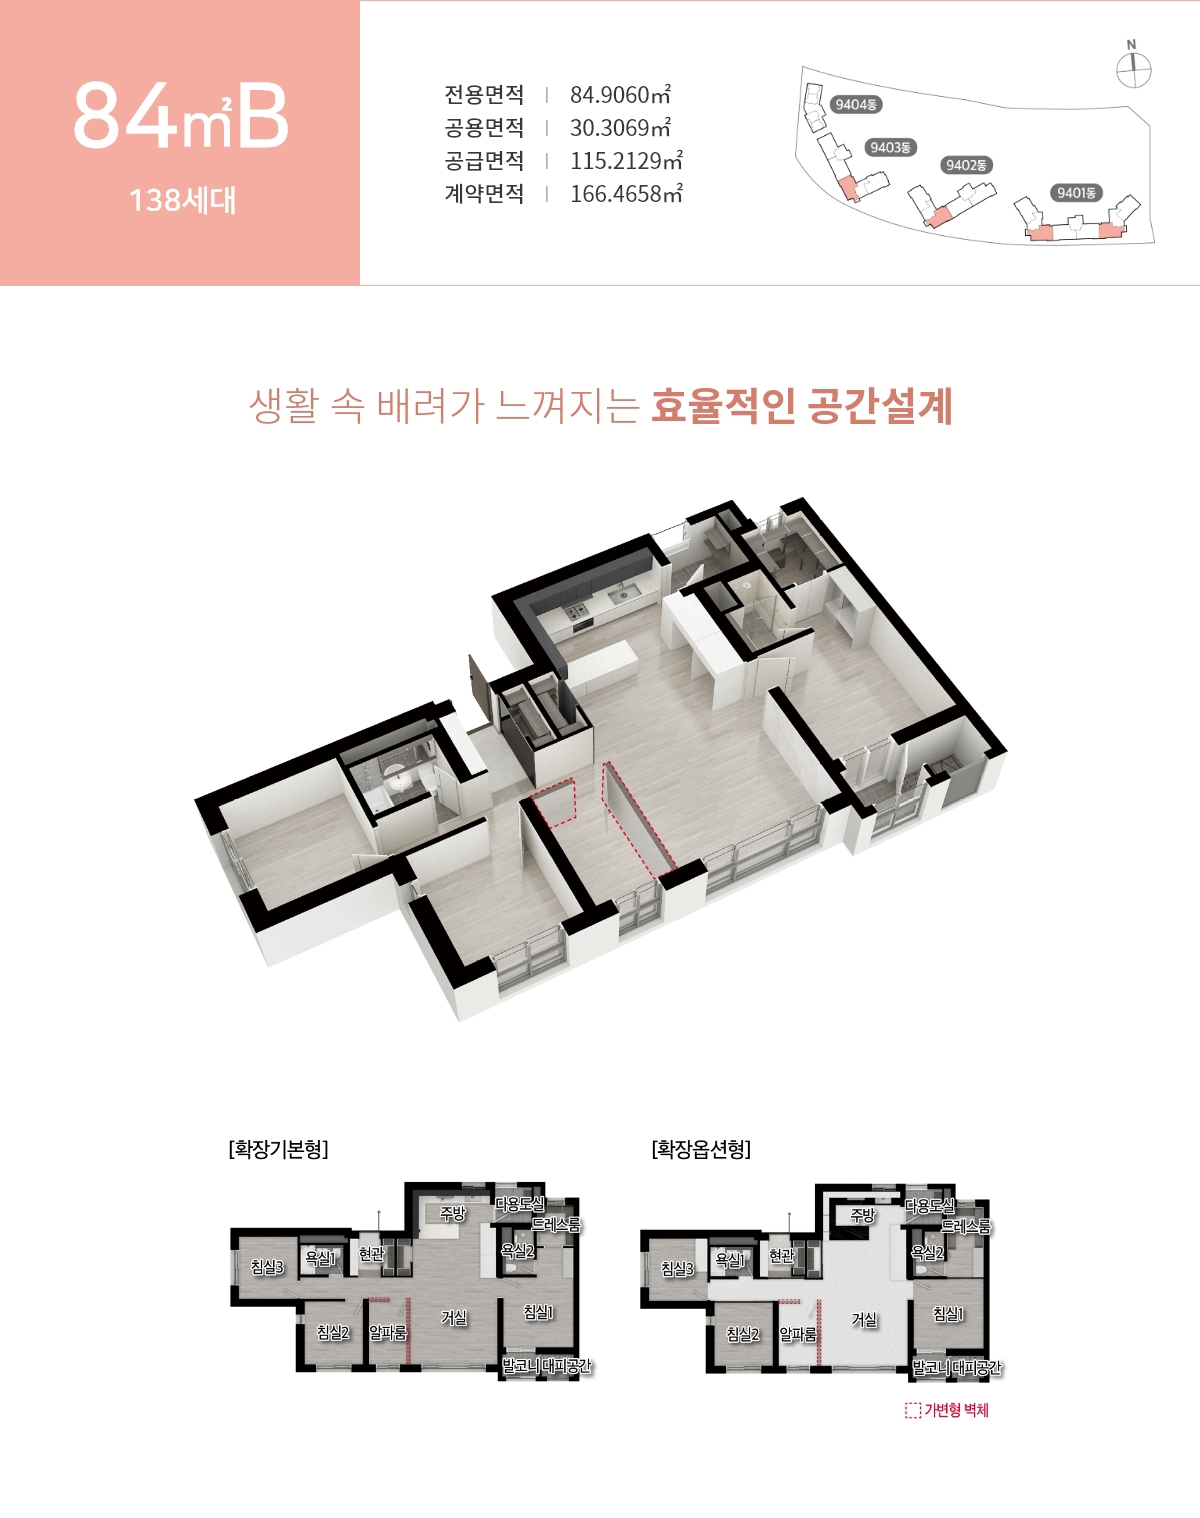 84㎡B
138세대
전용면적 | 84.9060㎡
공용면적 | 30.3069㎡
공급면적 | 115.2129㎡
계약면적 | 166.4658㎡
N
9404동
9403동
9402동
9401동
생활 속 배려가 느껴지는 효율적인 공간설계
[확장기본형]
다용도실
주방
드레스룸
욕실2
현관
욕실1
침실3
침실1
거실
침실2
알파룸
발코니 대피공간
[확장옵션형]
다용도실
주방
드레스룸
욕실2
현관
욕실1
침실3
침실1
거실
침실2
알파룸
발코니 대피공간
가변형 벽체